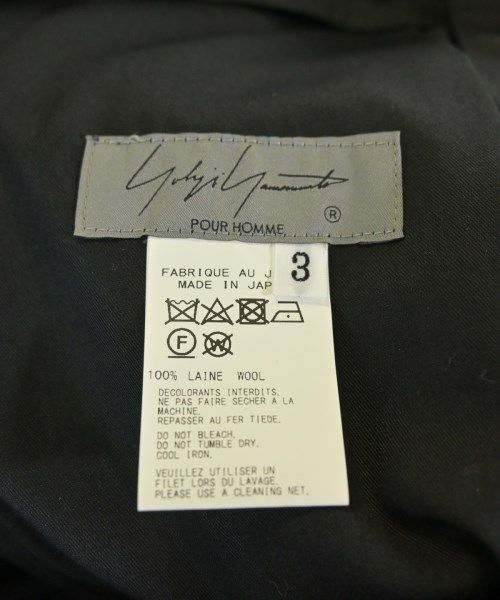 Yohji Yamamoto
®
POUR HOMME
3
FABRIQUE AU J
MADE IN JAP
F
W
100% LAINE WOOL
DECOLORANTS INTERDITS.
NE PAS FAIRE SECHER A LA
MACHINE.
REPASSER AU FER TIEDE.
DO NOT BLEACH.
DO NOT TUMBLE DRY.
COOL IRON.
VEUILLEZ UTILISER UN
FILET LORS DU LAVAGE.
PLEASE USE A CLEANING NET.